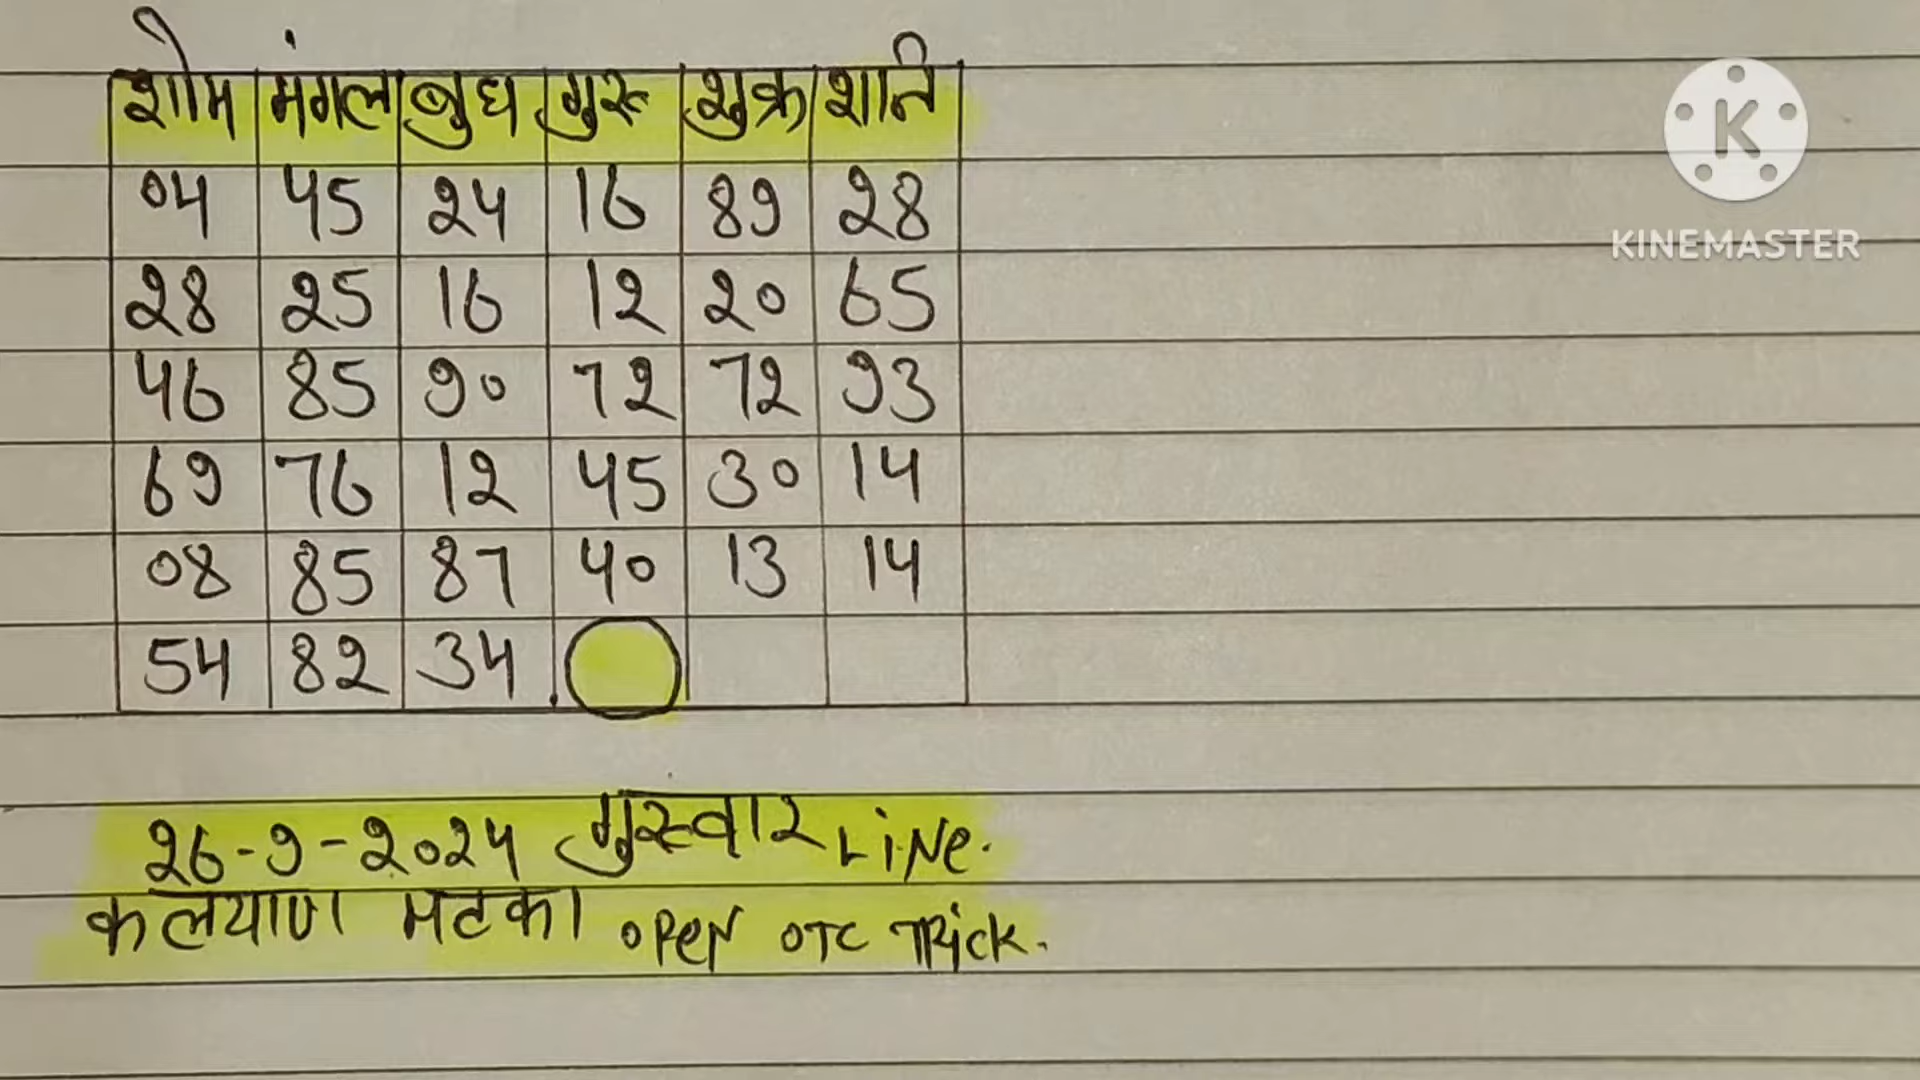 शोम मंगल बुध गुरु शुक्र शनि
04 45 24 16 89 28
28 25 16 12 20 65
46 85 90 72 72 93
69 76 12 45 30 14
08 85 87 40 13 14
54 82 34
26-9-2024 गुरुवार LiNe.
कलयाण मटका OPeN OTC TRiCK.
KINEMASTER